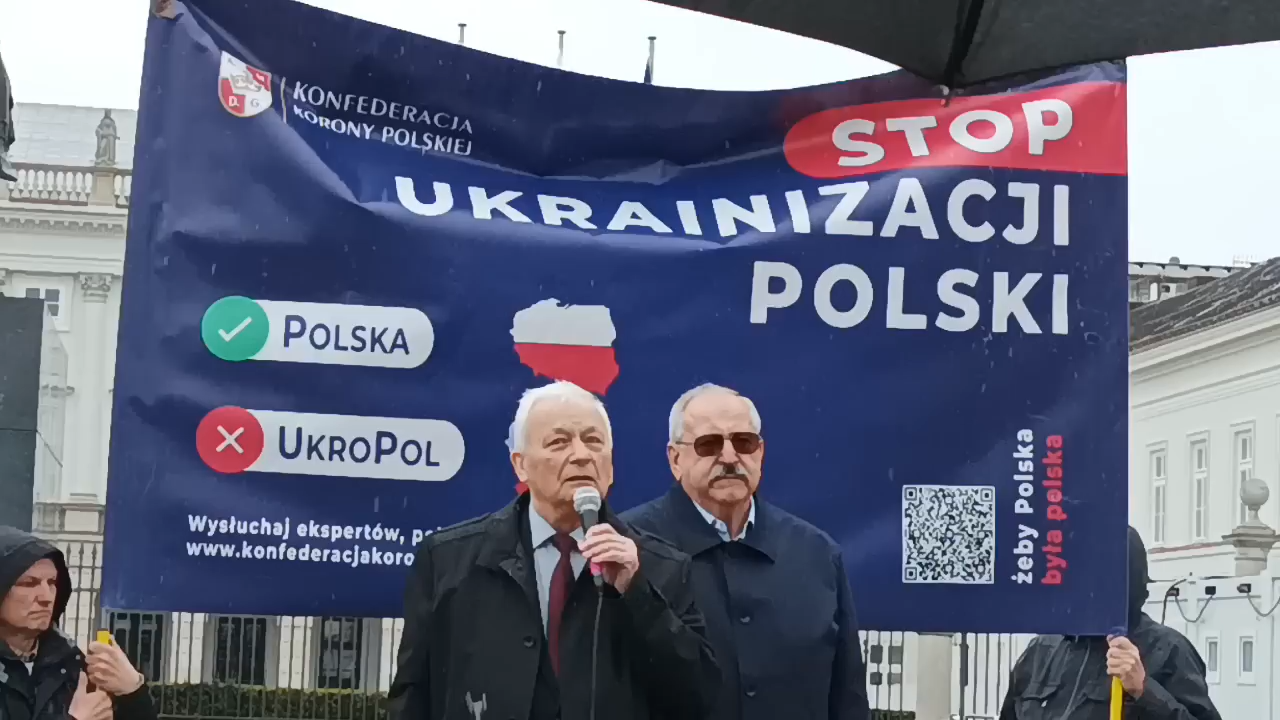 KONFEDERACJA
KORONY POLSKIEJ
STOP
UKRAINIZACJI
POLSKI
POLSKA
UKROPOL
Wysłuchaj ekspertów,
www.konfederacjakoro
żeby Polska
była polska